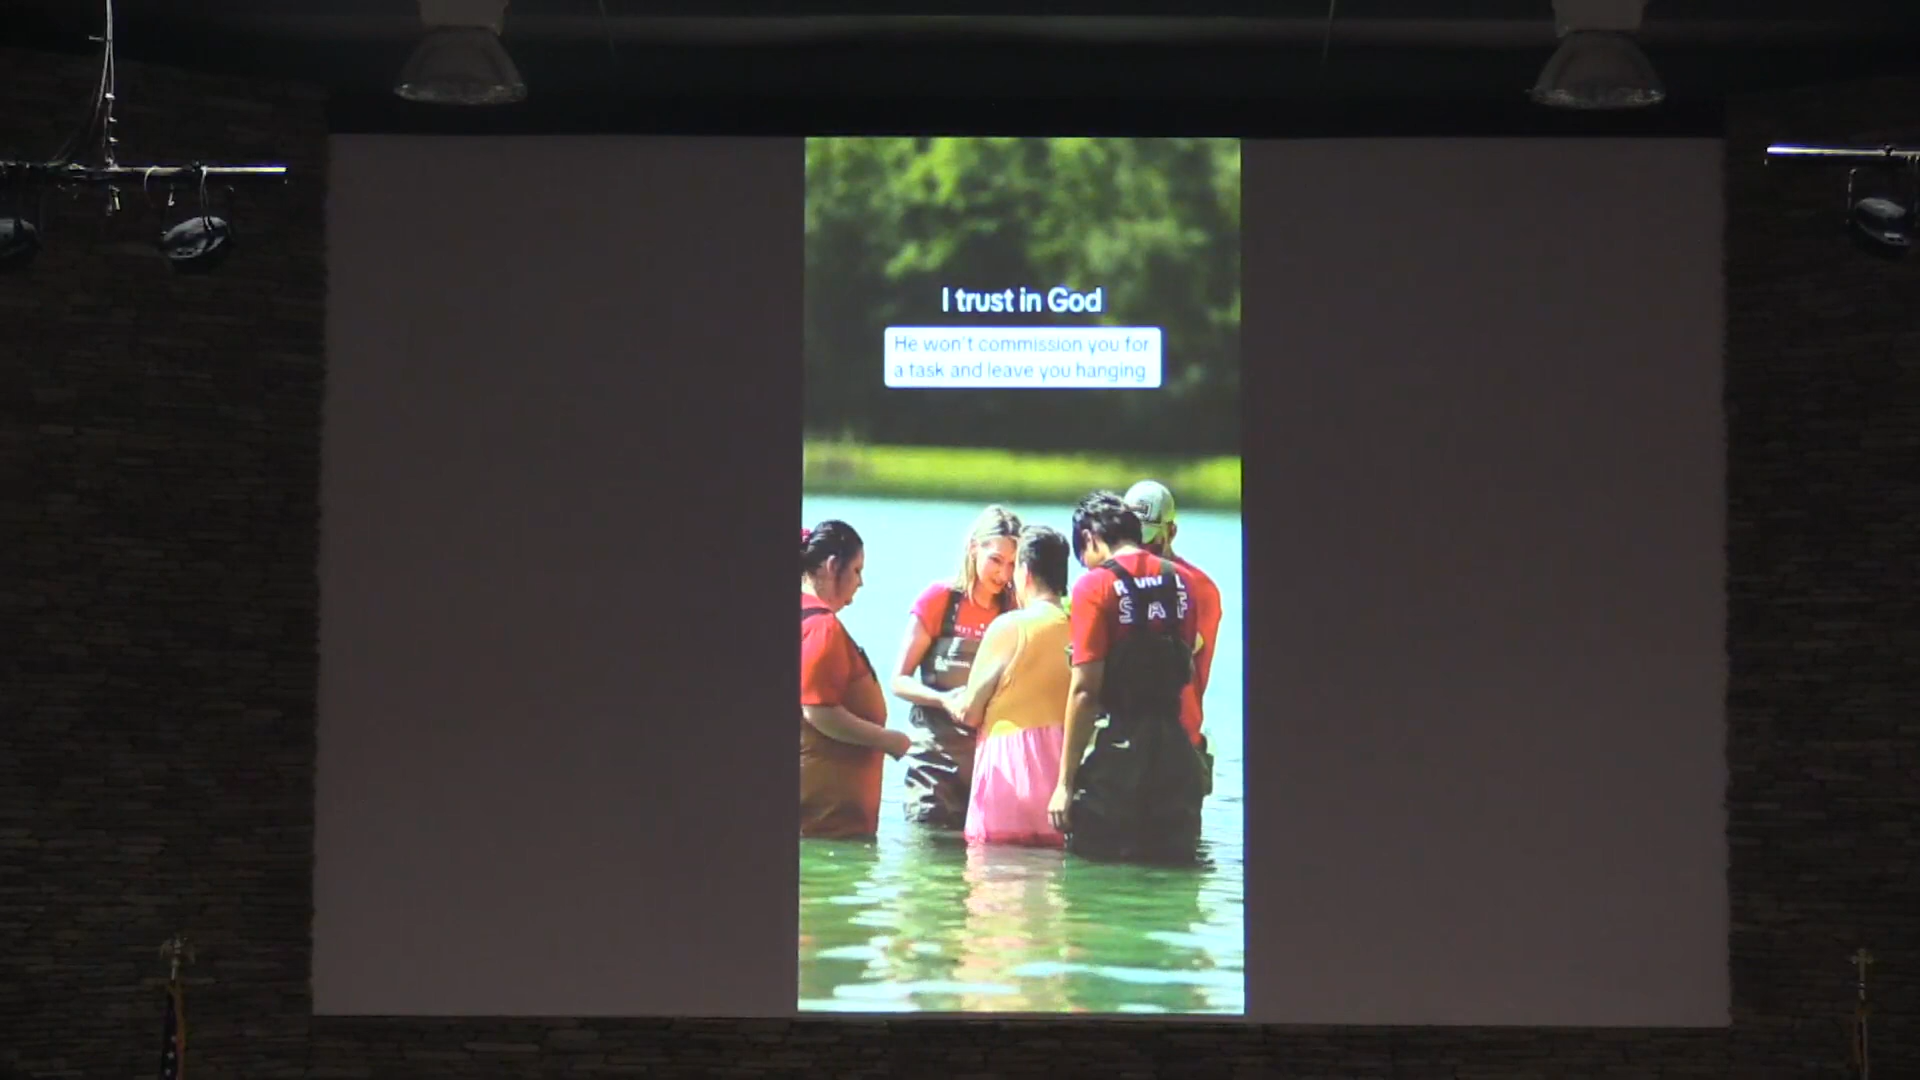 I trust in God
He won't commission you for
a task and leave you hanging